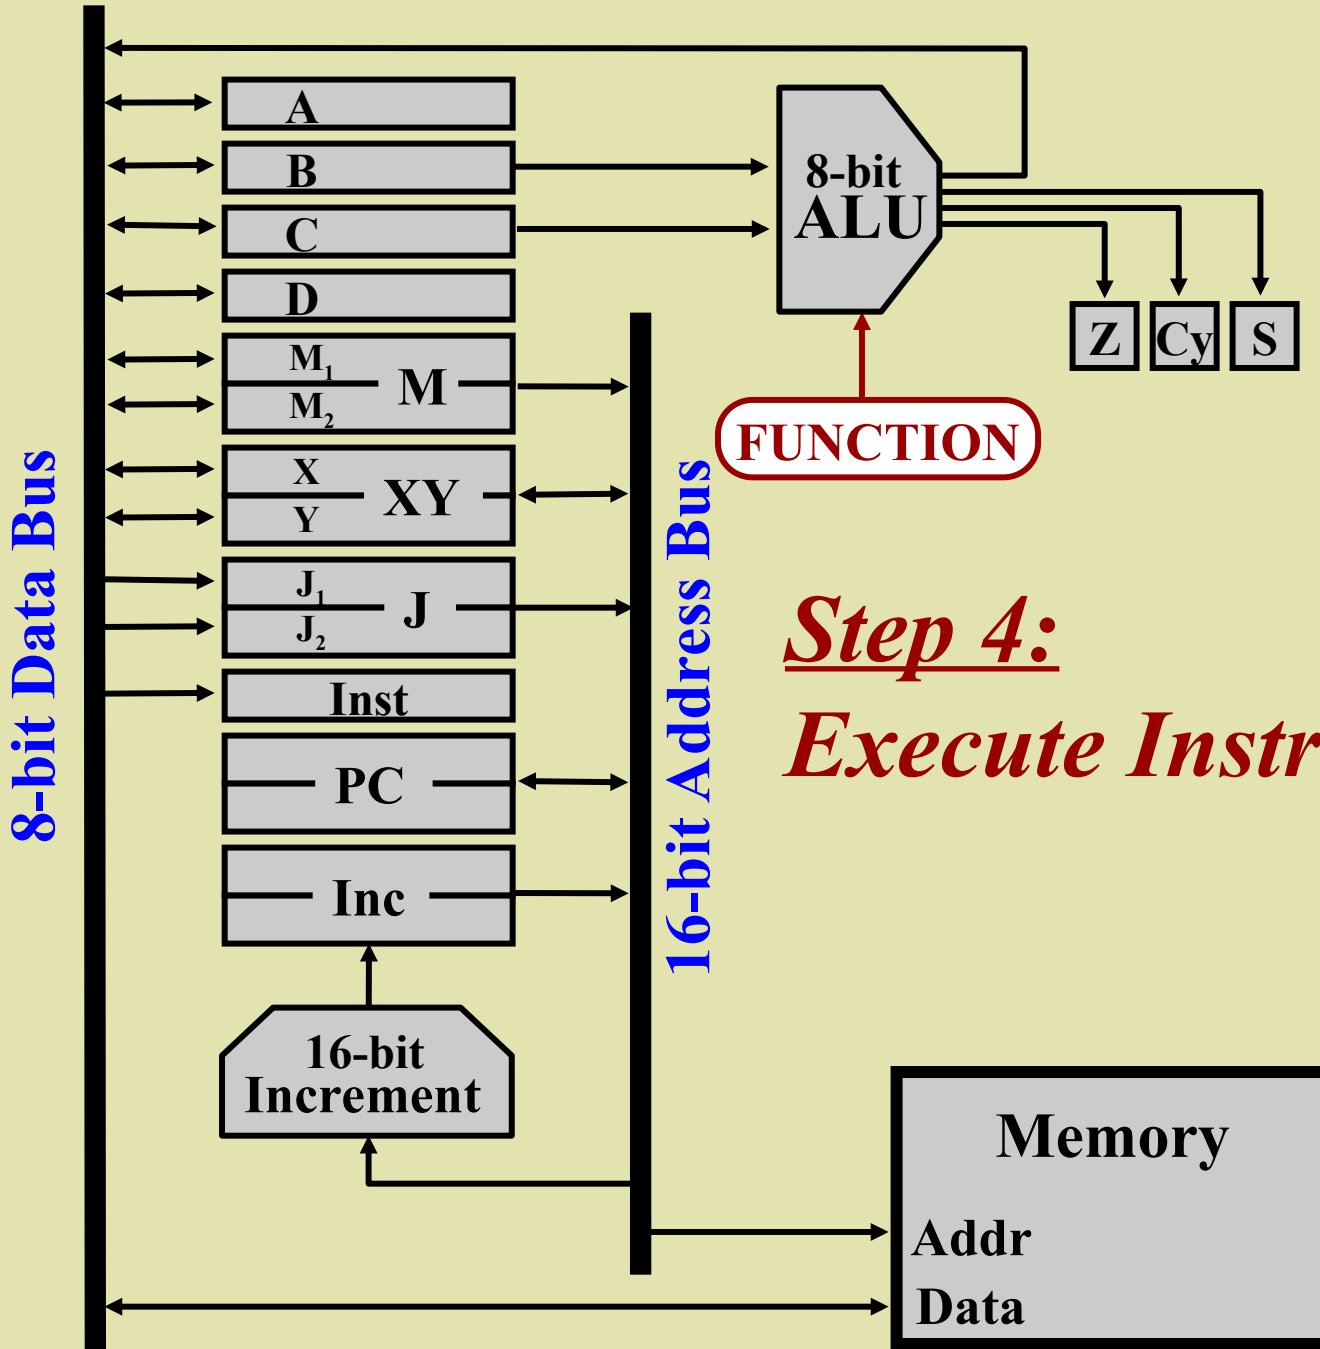 A
B
C
D
M₁
M₂
M
X
Y
XY
J₁
J₂
J
Inst
PC
Inc
16-bit
Increment
8-bit Data Bus
16-bit Address Bus
8-bit
ALU
Z
Cy
S
FUNCTION
Step 4:
Execute Instr
Memory
Addr
Data